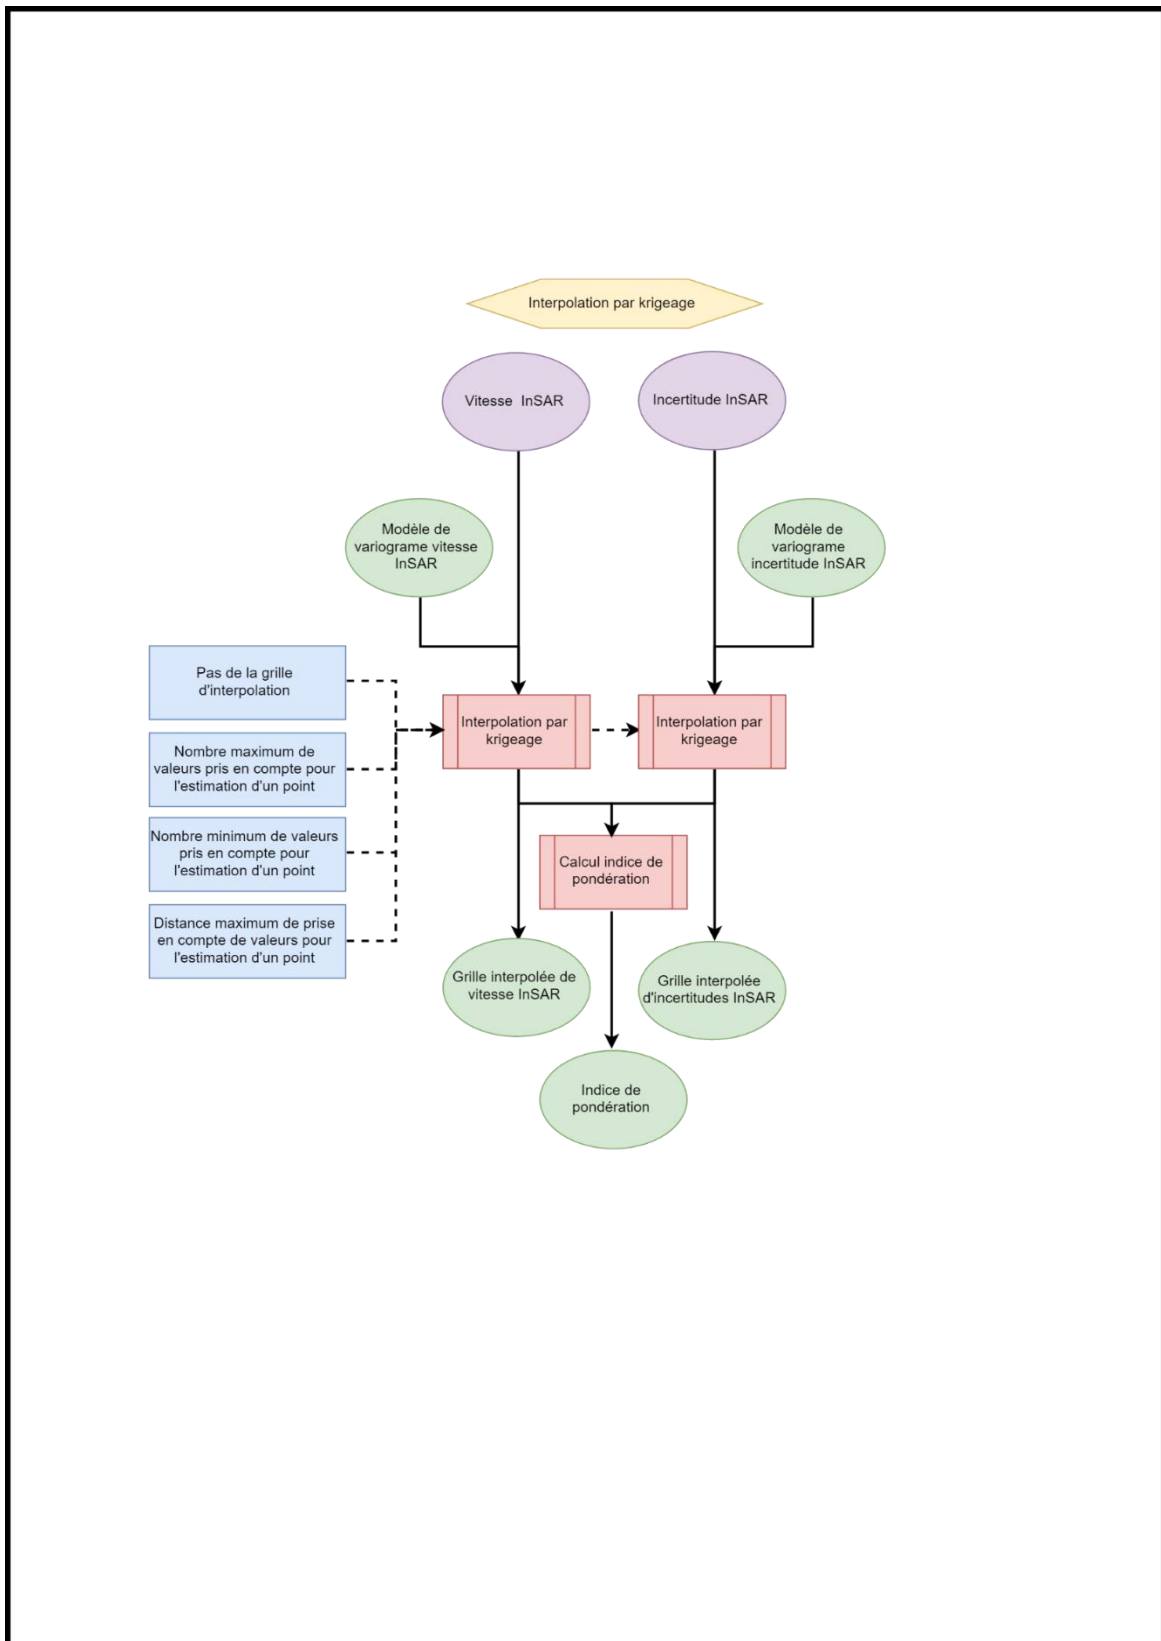 Interpolation par krigeage
Vitesse InSAR
Incertitude InSAR
Modèle de
variograme vitesse
InSAR
Modèle de
variograme
incertitude InSAR
Pas de la grille
d'interpolation
Nombre maximum de
valeurs pris en compte pour
l'estimation d'un point
Nombre minimum de valeurs
pris en compte pour
l'estimation d'un point
Distance maximum de prise
en compte de valeurs pour
l'estimation d'un point
Interpolation par
krigeage
Interpolation par
krigeage
Calcul indice de
pondération
Grille interpolée de
vitesse InSAR
Grille interpolée
d'incertitudes InSAR
Indice de
pondération